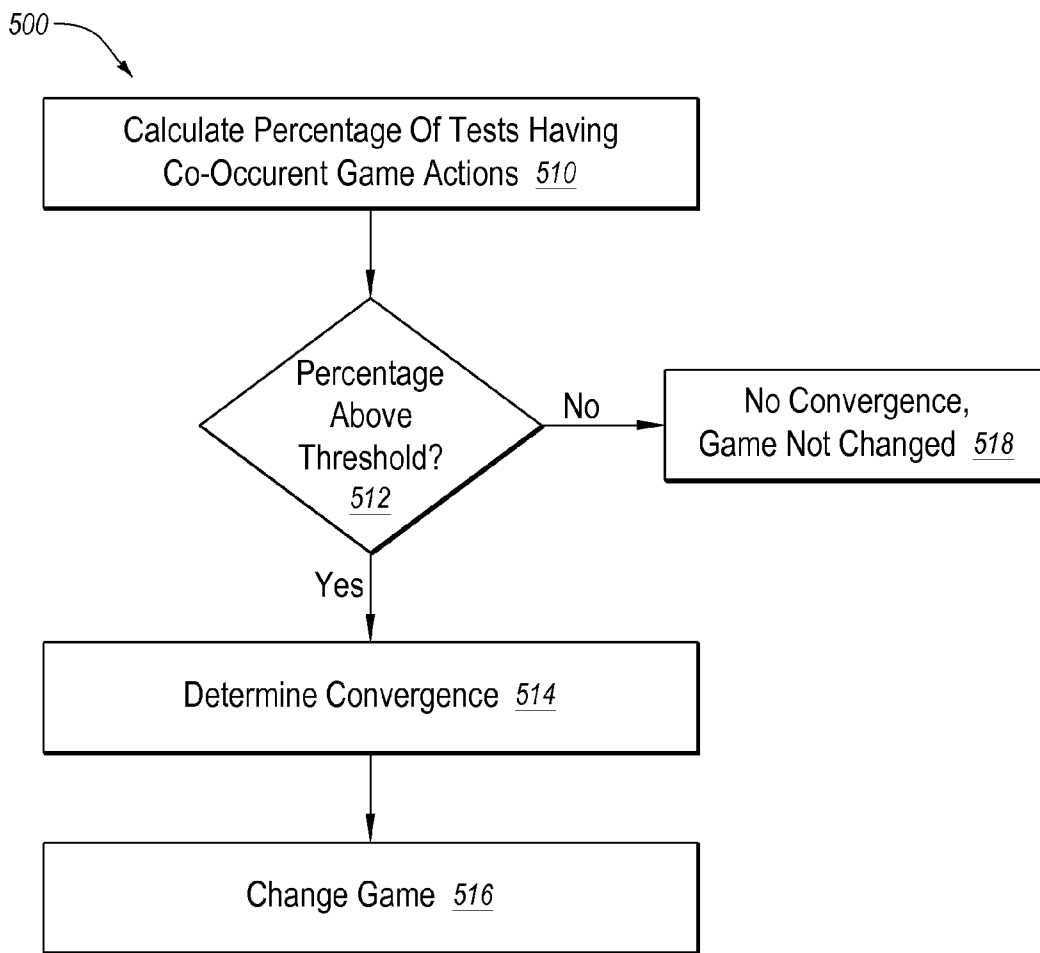 500
Calculate Percentage Of Tests Having
Co-Occurent Game Actions 510
Percentage
Above
Threshold?
512
No
No Convergence,
Game Not Changed 518
Yes
Determine Convergence 514
Change Game 516